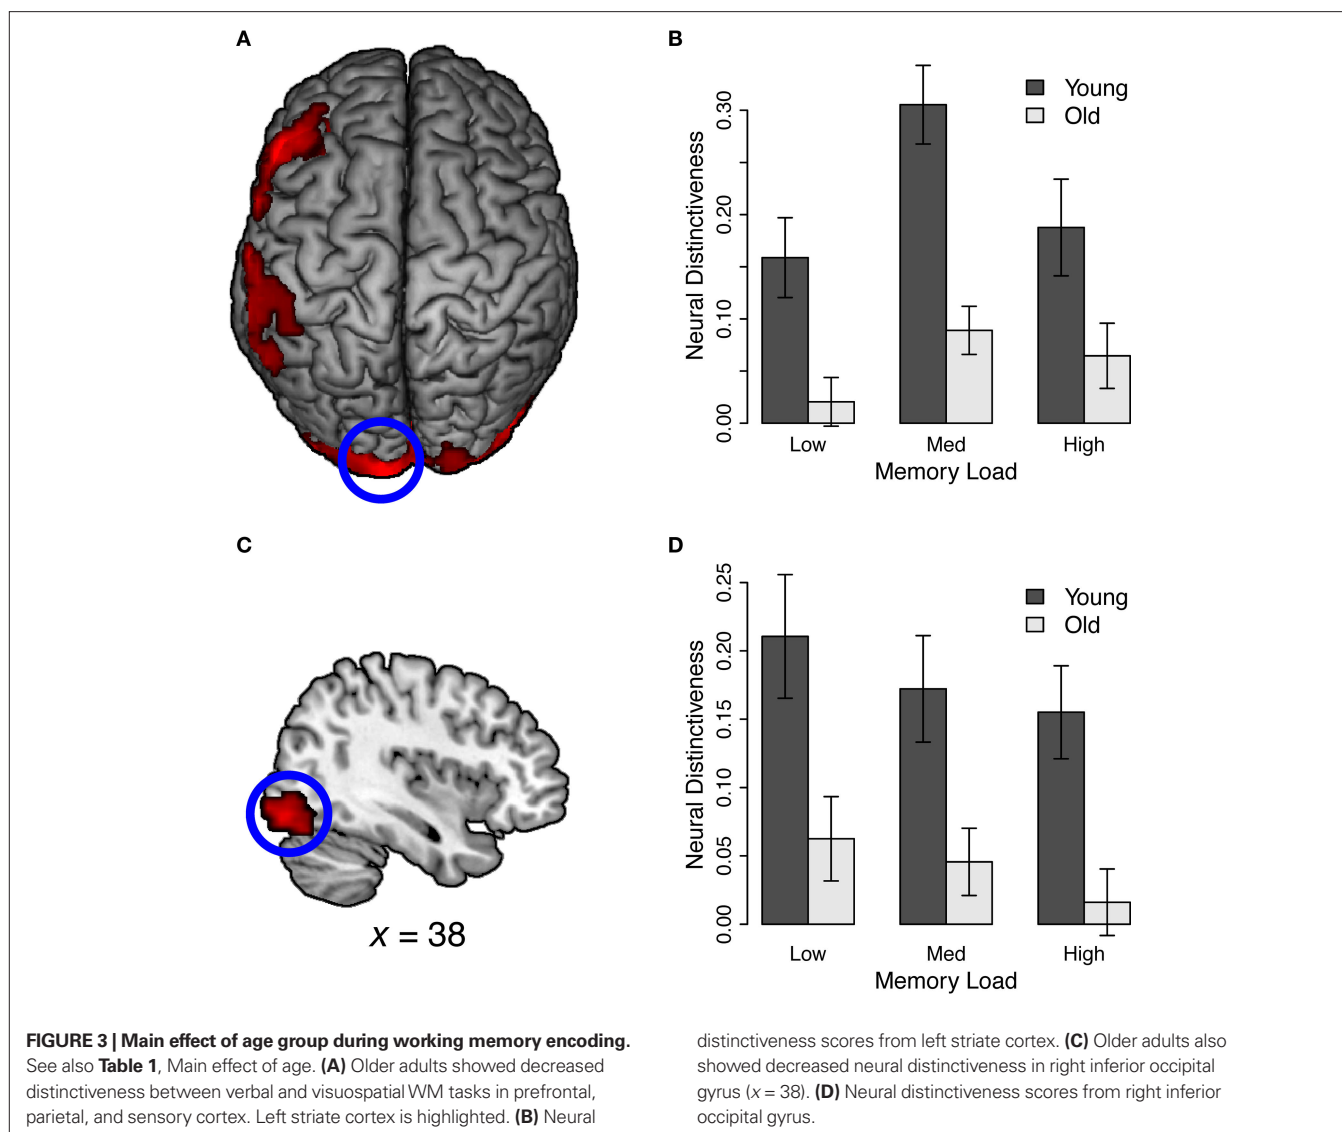 A
B
Young
Old
Neural Distinctiveness
0.30
0.20
0.10
0.00
Low Med High
Memory Load
C
x = 38
D
Young
Old
Neural Distinctiveness
0.25
0.20
0.15
0.10
0.05
0.00
Low Med High
Memory Load
FIGURE 3 | Main effect of age group during working memory encoding.
See also Table 1, Main effect of age. (A) Older adults showed decreased
distinctiveness between verbal and visuospatial WM tasks in prefrontal,
parietal, and sensory cortex. Left striate cortex is highlighted. (B) Neural
distinctiveness scores from left striate cortex. (C) Older adults also
showed decreased neural distinctiveness in right inferior occipital
gyrus (x = 38). (D) Neural distinctiveness scores from right inferior
occipital gyrus.